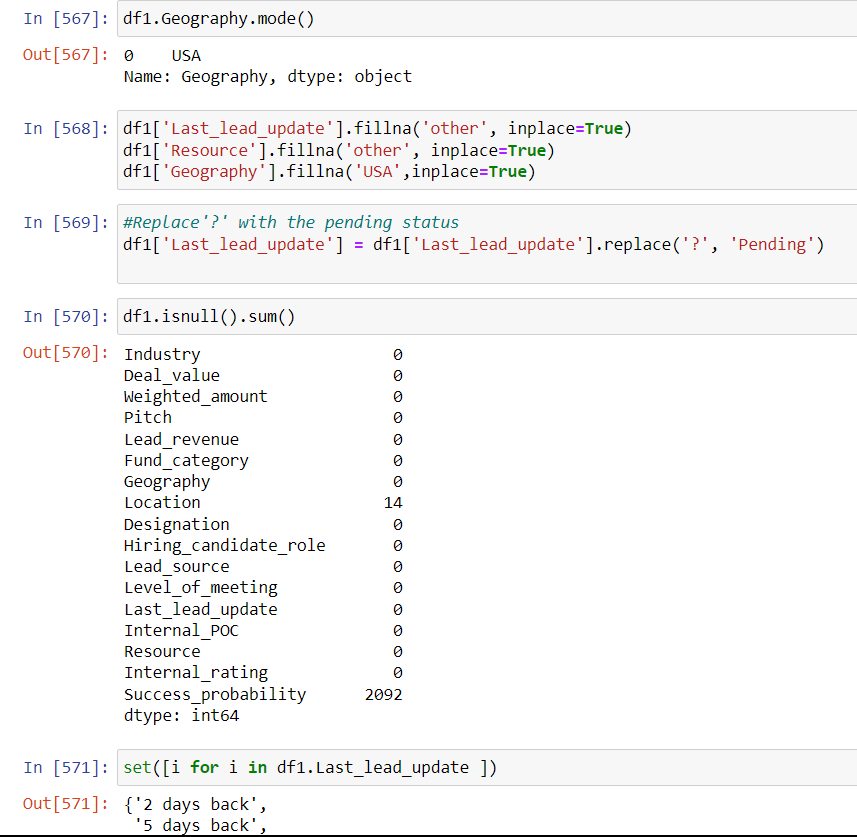 In [567]: df1.Geography.mode()
Out[567]: 0    USA
Name: Geography, dtype: object
In [568]: df1['Last_lead_update'].fillna('other', inplace=True)
df1['Resource'].fillna('other', inplace=True)
df1['Geography'].fillna('USA',inplace=True)
In [569]: #Replace'?' with the pending status
df1['Last_lead_update'] = df1['Last_lead_update'].replace('?', 'Pending')
In [570]: df1.isnull().sum()
Out[570]: Industry 0
Deal_value 0
Weighted_amount 0
Pitch 0
Lead_revenue 0
Fund_category 0
Geography 0
Location 14
Designation 0
Hiring_candidate_role 0
Lead_source 0
Level_of_meeting 0
Last_lead_update 0
Internal_POC 0
Resource 0
Internal_rating 0
Success_probability 2092
dtype: int64
In [571]: set([i for i in df1.Last_lead_update ])
Out[571]: {'2 days back',
'5 days back',